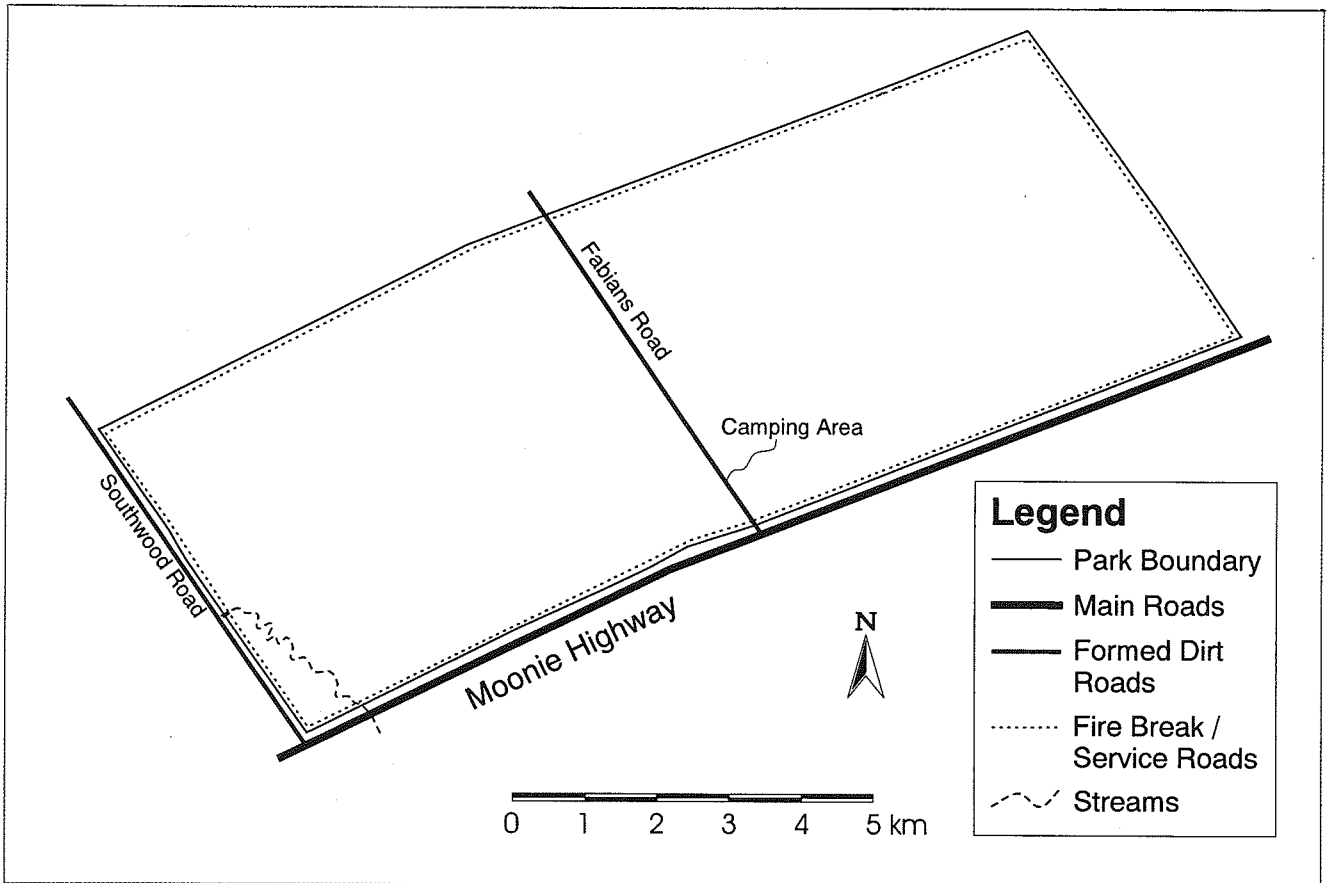 Fabians Road
Camping Area
Southwood Road
Moonie Highway
N
0 1 2 3 4 5 km
Legend
Park Boundary
Main Roads
Formed Dirt
Roads
Fire Break /
Service Roads
Streams